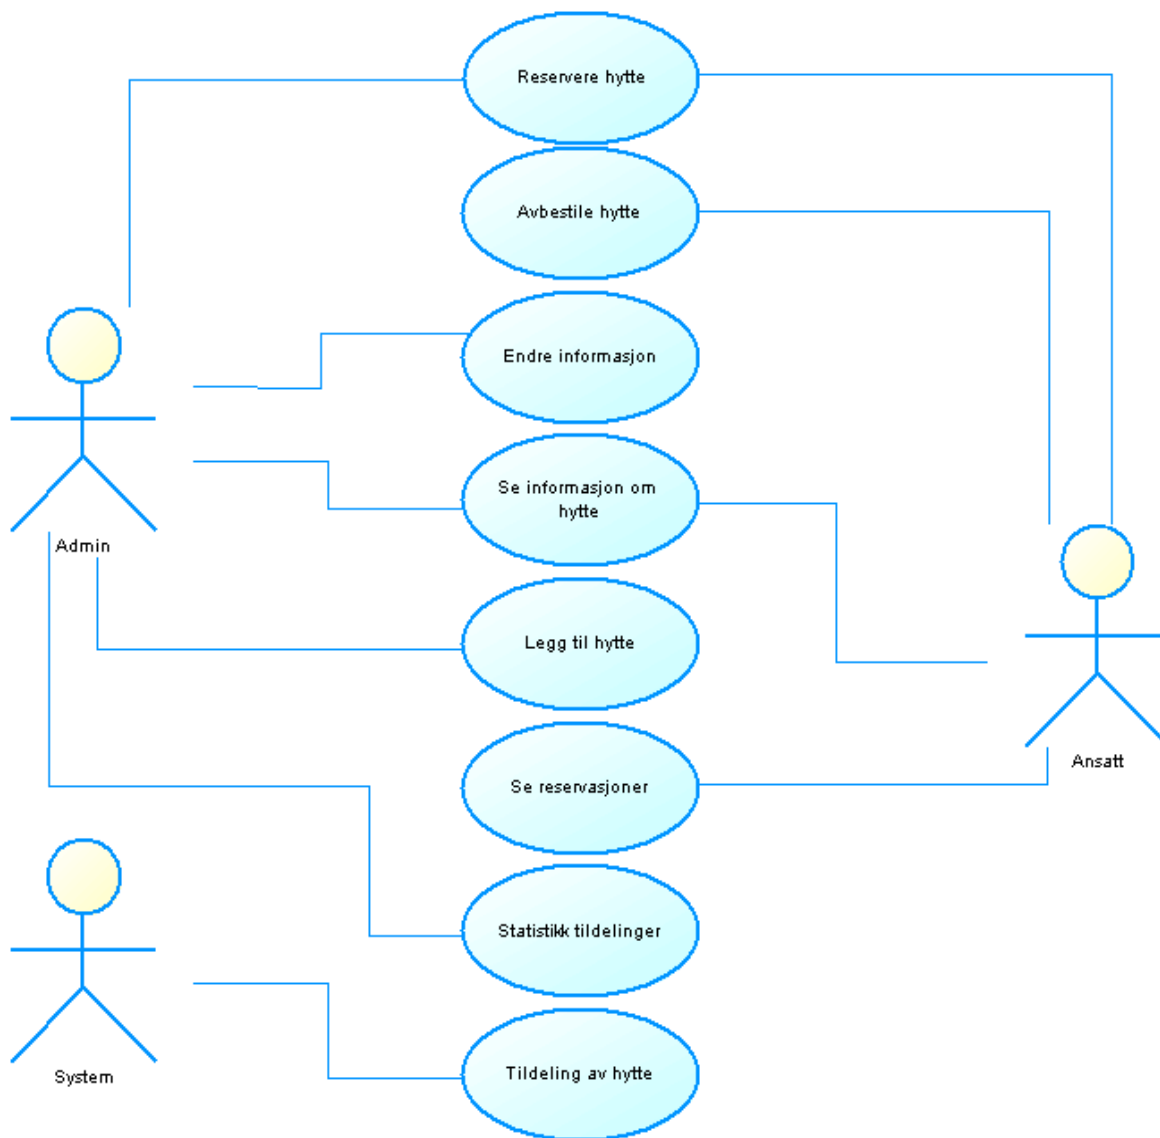 Reservere hytte
Avbestile hytte
Endre informasjon
Se informasjon om
hytte
Admin
Legg til hytte
Ansatt
Se reservasjoner
Statistikk tildelinger
System
Tildeling av hytte